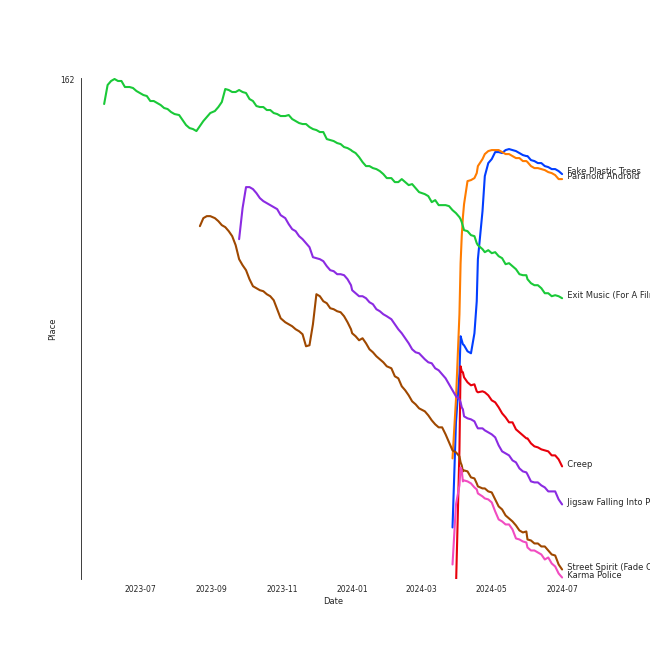 162
Fake Plastic Trees
Paranoid Android
Exit Music (For A Fil
Place
Creep
Jigsaw Falling Into P
Street Spirit (Fade O
Karma Police
2023-07 2023-09 2023-11 2024-01 2024-03 2024-05 2024-07
Date